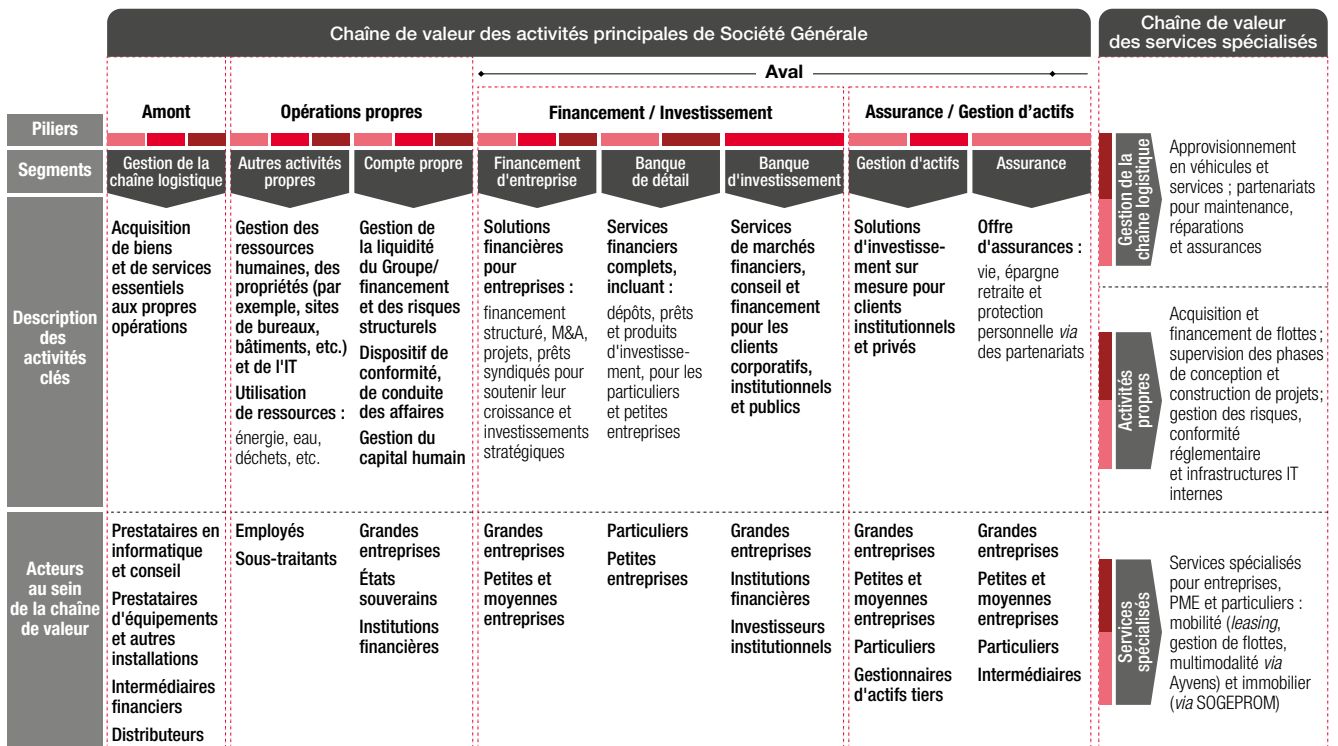 Chaîne de valeur des activités principales de Société Générale
Chaîne de valeur
des services spécialisés
Aval
Amont
Opérations propres
Financement / Investissement
Assurance / Gestion d'actifs
Piliers
Segments
Gestion de la
chaîne logistique
Autres activités
propres
Compte propre
Financement
d'entreprise
Banque
de détail
Banque
d'investissement
Gestion d'actifs
Assurance
Description
des
activités
clés
Acquisition
de biens
et de services
essentiels
aux propres
opérations
Gestion des
ressources
humaines, des
propriétés (par
exemple, sites
de bureaux,
bâtiments, etc.)
et de l'IT
Utilisation
de ressources :
énergie, eau,
déchets, etc.
Gestion de
la liquidité
du Groupe/
financement
et des risques
structurels
Dispositif de
conformité,
de conduite
des affaires
Gestion du
capital humain
Solutions
financières
pour
entreprises :
financement
structuré, M&A,
projets, prêts
syndiqués pour
soutenir leur
croissance et
investissements
stratégiques
Services
financiers
complets,
incluant :
dépôts, prêts
et produits
d'investisse-
ment, pour les
particuliers
et petites
entreprises
Services
de marchés
financiers,
conseil et
financement
pour les
clients
corporatifs,
institutionnels
et publics
Solutions
d'investisse-
ment sur
mesure pour
clients
institutionnels
et privés
Offre
d'assurances :
vie, épargne
retraite et
protection
personnelle via
des partenariats
Acteurs
au sein
de la chaîne
de valeur
Prestataires en
informatique
et conseil
Prestataires
d'équipements
et autres
installations
Intermédiaires
financiers
Distributeurs
Employés
Sous-traitants
Grandes
entreprises
États
souverains
Institutions
financières
Grandes
entreprises
Petites et
moyennes
entreprises
Particuliers
Petites
entreprises
Grandes
entreprises
Institutions
financières
Investisseurs
institutionnels
Grandes
entreprises
Petites et
moyennes
entreprises
Particuliers
Gestionnaires
d'actifs tiers
Grandes
entreprises
Petites et
moyennes
entreprises
Particuliers
Intermédiaires
Gestion de la
chaîne logistique
Approvisionnement
en véhicules et
services ; partenariats
pour maintenance,
réparations
et assurances
Activités
propres
Acquisition et
financement de flottes ;
supervision des phases
de conception et
construction de projets ;
gestion des risques,
conformité
réglementaire
et infrastructures IT
internes
Services
spécialisés
Services spécialisés
pour entreprises,
PME et particuliers :
mobilité (leasing,
gestion de flottes,
multimodalité via
Ayvens) et immobilier
(via SOGEPROM)